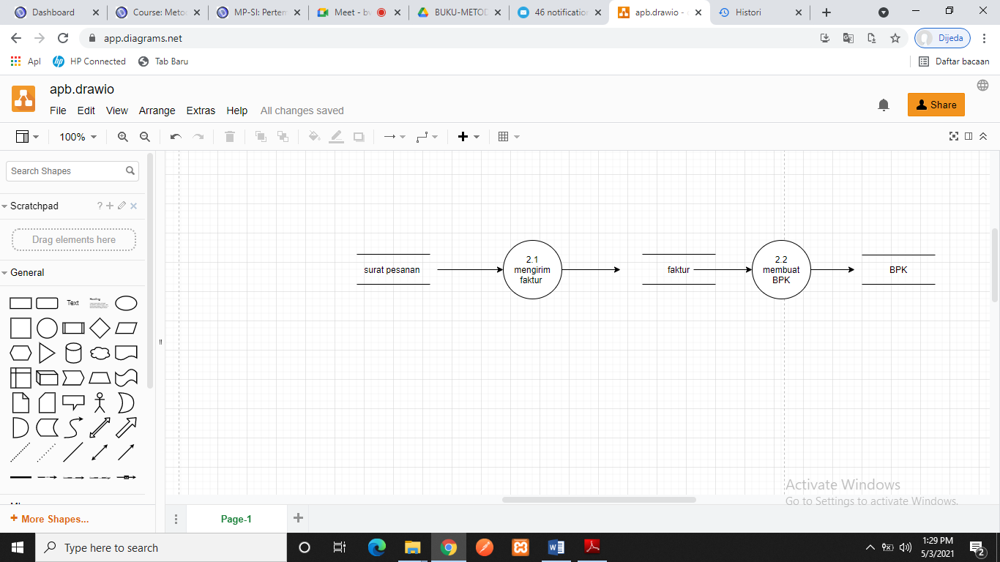 Dashboard
Course: Meto
MP-SI: Perten
Meet - bv
BUKU-METOD
46 notification
apb.drawio -
Histori
app.diagrams.net
Dijeda
Apl
HP Connected
Tab Baru
Daftar bacaan
apb.drawio
File
Edit
View
Arrange
Extras
Help
All changes saved
Share
100%
Search Shapes
Scratchpad
?
Drag elements here
General
Text
Heading
surat pesanan
2.1
mengirim
faktur
faktur
2.2
membuat
BPK
BPK
Activate Windows
Go to Settings to activate Windows.
+ More Shapes...
Page-1
Type here to search
1:29 PM
5/3/2021
2